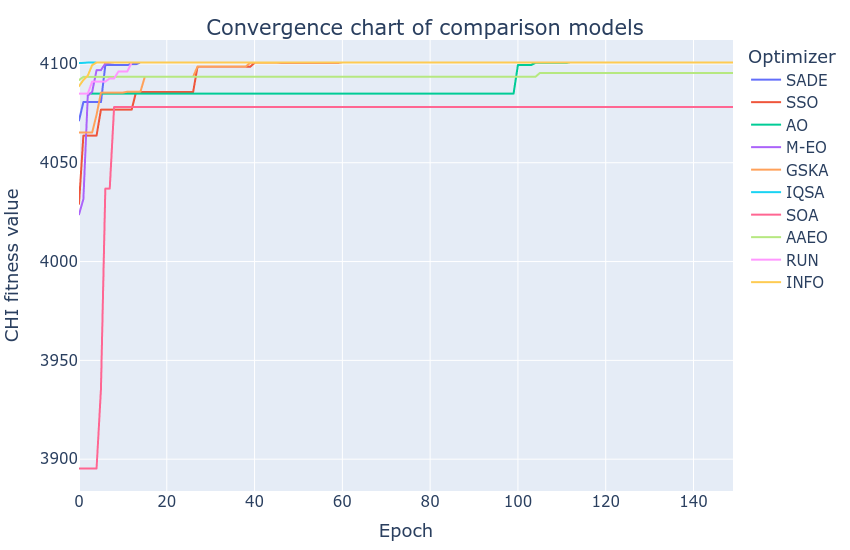 Convergence chart of comparison models
CHI fitness value
4100
4050
4000
3950
3900
0 20 40 60 80 100 120 140
Epoch
Optimizer
SADE
SSO
AO
M-EO
GSKA
IQSA
SOA
AAEO
RUN
INFO